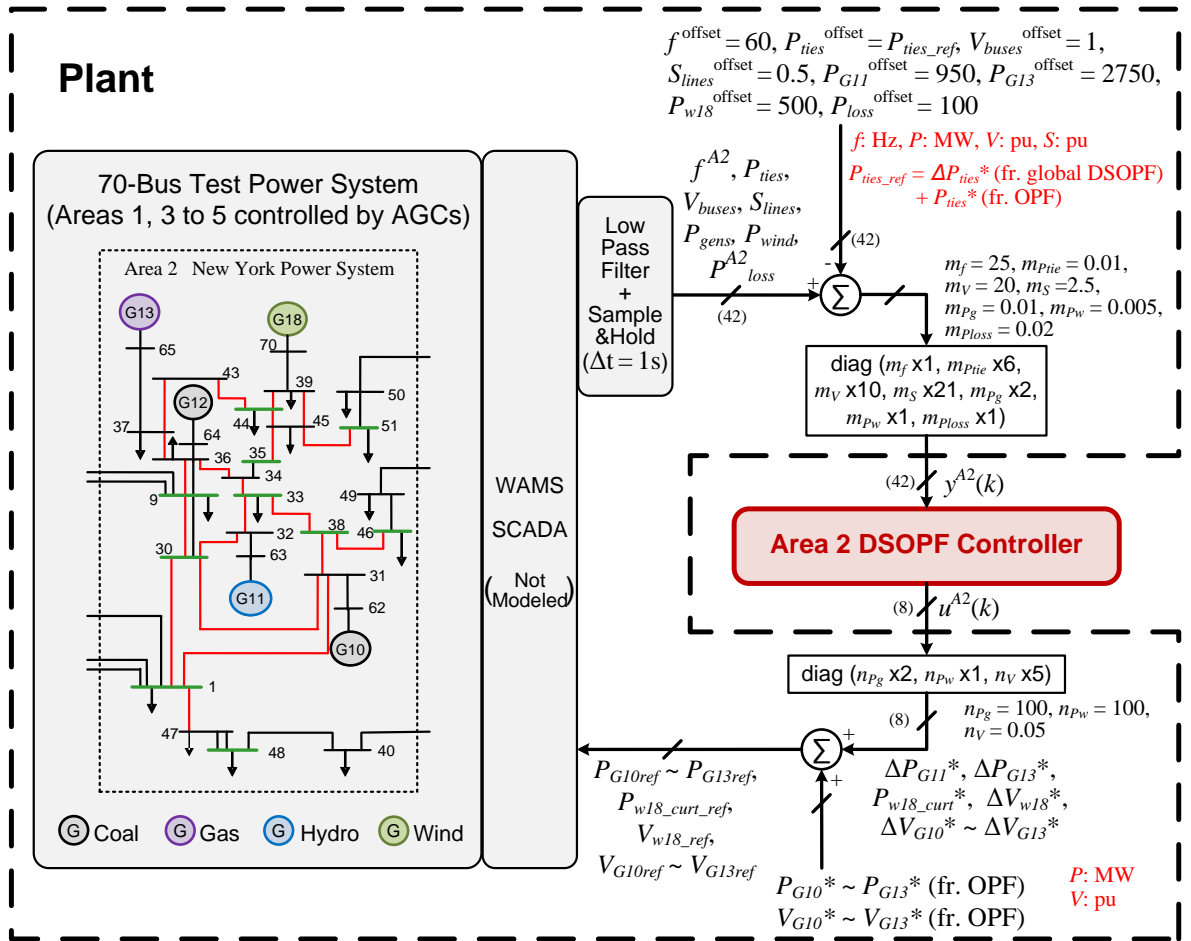 Plant
f^offset = 60, P_ties^offset = P_ties_ref, V_buses^offset = 1,
S_lines^offset = 0.5, P_G11^offset = 950, P_G13^offset = 2750,
P_w18^offset = 500, P_loss^offset = 100
f: Hz, P: MW, V: pu, S: pu
P_ties_ref = ΔP_ties* (fr. global DSOPF)
+ P_ties* (fr. OPF)
70-Bus Test Power System
(Areas 1, 3 to 5 controlled by AGCs)
Area 2 New York Power System
G13
G18
65
70
43
39
50
G12
44
45
51
37
64
36
35
34
9
33
49
32
38
46
30
63
31
G11
62
G10
1
47
48
40
G Coal
G Gas
G Hydro
G Wind
WAMS
SCADA
(Not
Modeled)
Low
Pass
Filter
+
Sample
&Hold
(Δt = 1s)
f^A2, P_ties,
V_buses, S_lines,
P_gens, P_wind,
P^A2_loss
(42)
(42)
-
+
Σ
m_f = 25, m_Ptie = 0.01,
m_V = 20, m_S =2.5,
m_Pg = 0.01, m_Pw = 0.005,
m_Ploss = 0.02
diag (m_f x1, m_Ptie x6,
m_V x10, m_S x21, m_Pg x2,
m_Pw x1, m_Ploss x1)
(42) y^A2(k)
Area 2 DSOPF Controller
(8) u^A2(k)
diag (n_Pg x2, n_Pw x1, n_V x5)
(8)
n_Pg = 100, n_Pw = 100,
n_V = 0.05
Σ
+
+
ΔP_G11*, ΔP_G13*,
P_w18_curt*, ΔV_w18*,
ΔV_G10* ~ ΔV_G13*
P_G10ref ~ P_G13ref,
P_w18_curt_ref,
V_w18_ref,
V_G10ref ~ V_G13ref
P_G10* ~ P_G13* (fr. OPF)
V_G10* ~ V_G13* (fr. OPF)
P: MW
V: pu